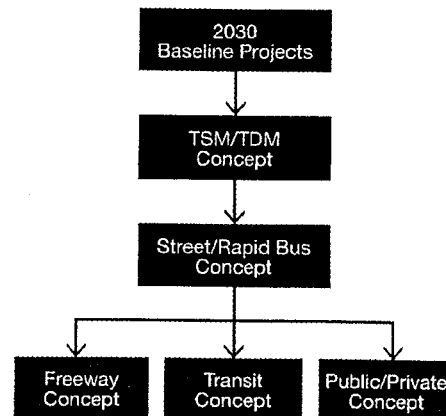 2030
Baseline Projects
TSM/TDM
Concept
Street/Rapid Bus
Concept
Freeway
Concept
Transit
Concept
Public/Private
Concept